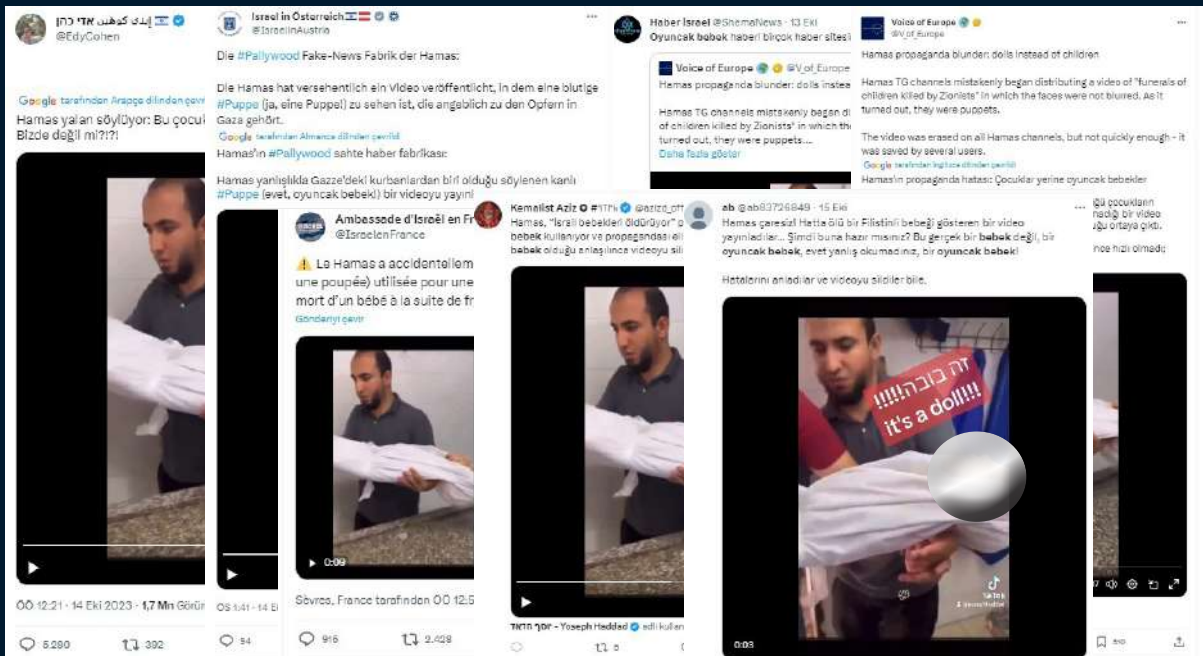 إيدي كوهين אדי כהן
@EdyCohen
Google tarafından Arapça dilinden
Hamas yalan söylüyor: Bu
Bizde değil mi?!?!
ÖÖ 12:21 · 14 Eki 2023 · 1,7 Mn
5.280
392
Israel in Österreich
@IsraelinAustria
Die #Pallywood Fake-News Fabrik der Hamas:
Die Hamas hat versehentlich ein Video veröffentlicht, in dem eine blutige
#Puppe (ja, eine Puppe!) zu sehen ist, die angeblich zu den Opfern in
Gaza gehört.
Google tarafından Almanca dilinden çevrildi
Hamas'ın #Pallywood sahte haber fabrikası:
Hamas yanlışlıkla Gazze'deki kurbanlardan biri olduğu söylenen kanlı
#Puppe (evet, oyuncak bebek!) bir videoyu
94
Ambassade d'Israël en
@IsraelenFrance
Le Hamas a
une poupée) utilisée pour une
mort d'un bébé à la suite de
Gönderiyi çevir
0:09
Sèvres, France tarafından
916
2.428
Haber İsrael @ShemaNews · 13 Eki
Oyuncak bebek haberi birçok haber
Voice of Europe @V_of_Europe
Hamas propaganda blunder: dolls
Hamas TG channels mistakenly began
of children killed by Zionists" in which
turned out, they were puppets....
Daha fazla göster
Voice of Europe
@V_of_Europe
Hamas propaganda blunder: dolls instead of children
Hamas TG channels mistakenly began distributing a video of "funerals of
children killed by Zionists" in which the faces were not blurred. As it
turned out, they were puppets.
The video was erased on all Hamas channels, but not quickly enough - it
was saved by several users.
Google tarafından İngilizce dilinden çevrildi
Hamas'ın propaganda hatası: Çocuklar yerine oyuncak bebekler
çocukların
bir video
ortaya çıktı.
hızlı olmadı;
Kemalist Aziz
Hamas, "İsrail bebekleri öldürüyor"
bebek kullanıyor ve propagandası
bebek olduğu anlaşılınca videoyu
יוסף חדאד - Yoseph Haddad adlı
ab @ab83726849 · 15 Eki
Hamas çaresiz! Hatta ölü bir Filistinli bebeği gösteren bir video
yayınladılar... Şimdi buna hazır mısınız? Bu gerçek bir bebek değil, bir
oyuncak bebek, evet yanlış okumadınız, bir oyuncak bebek!
Hatalarını anladılar ve videoyu sildiler bile.
זה בובה!!!!!
it's a doll!!!
TikTok
0:03